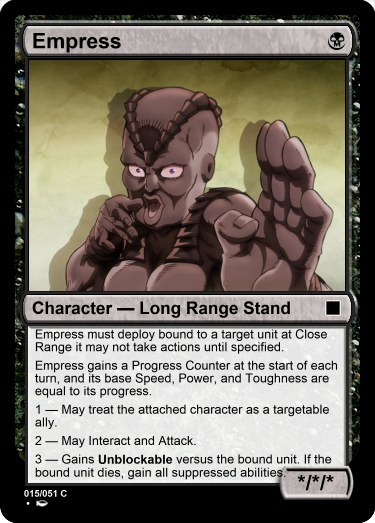 Empress
Character — Long Range Stand
Empress must deploy bound to a target unit at Close
Range it may not take actions until specified.
Empress gains a Progress Counter at the start of each
turn, and its base Speed, Power, and Toughness are
equal to its progress.
1 — May treat the attached character as a targetable
ally.
2 — May Interact and Attack.
3 — Gains Unblockable versus the bound unit. If the
bound unit dies, gain all suppressed abilities.
*/*/*
015/051 C